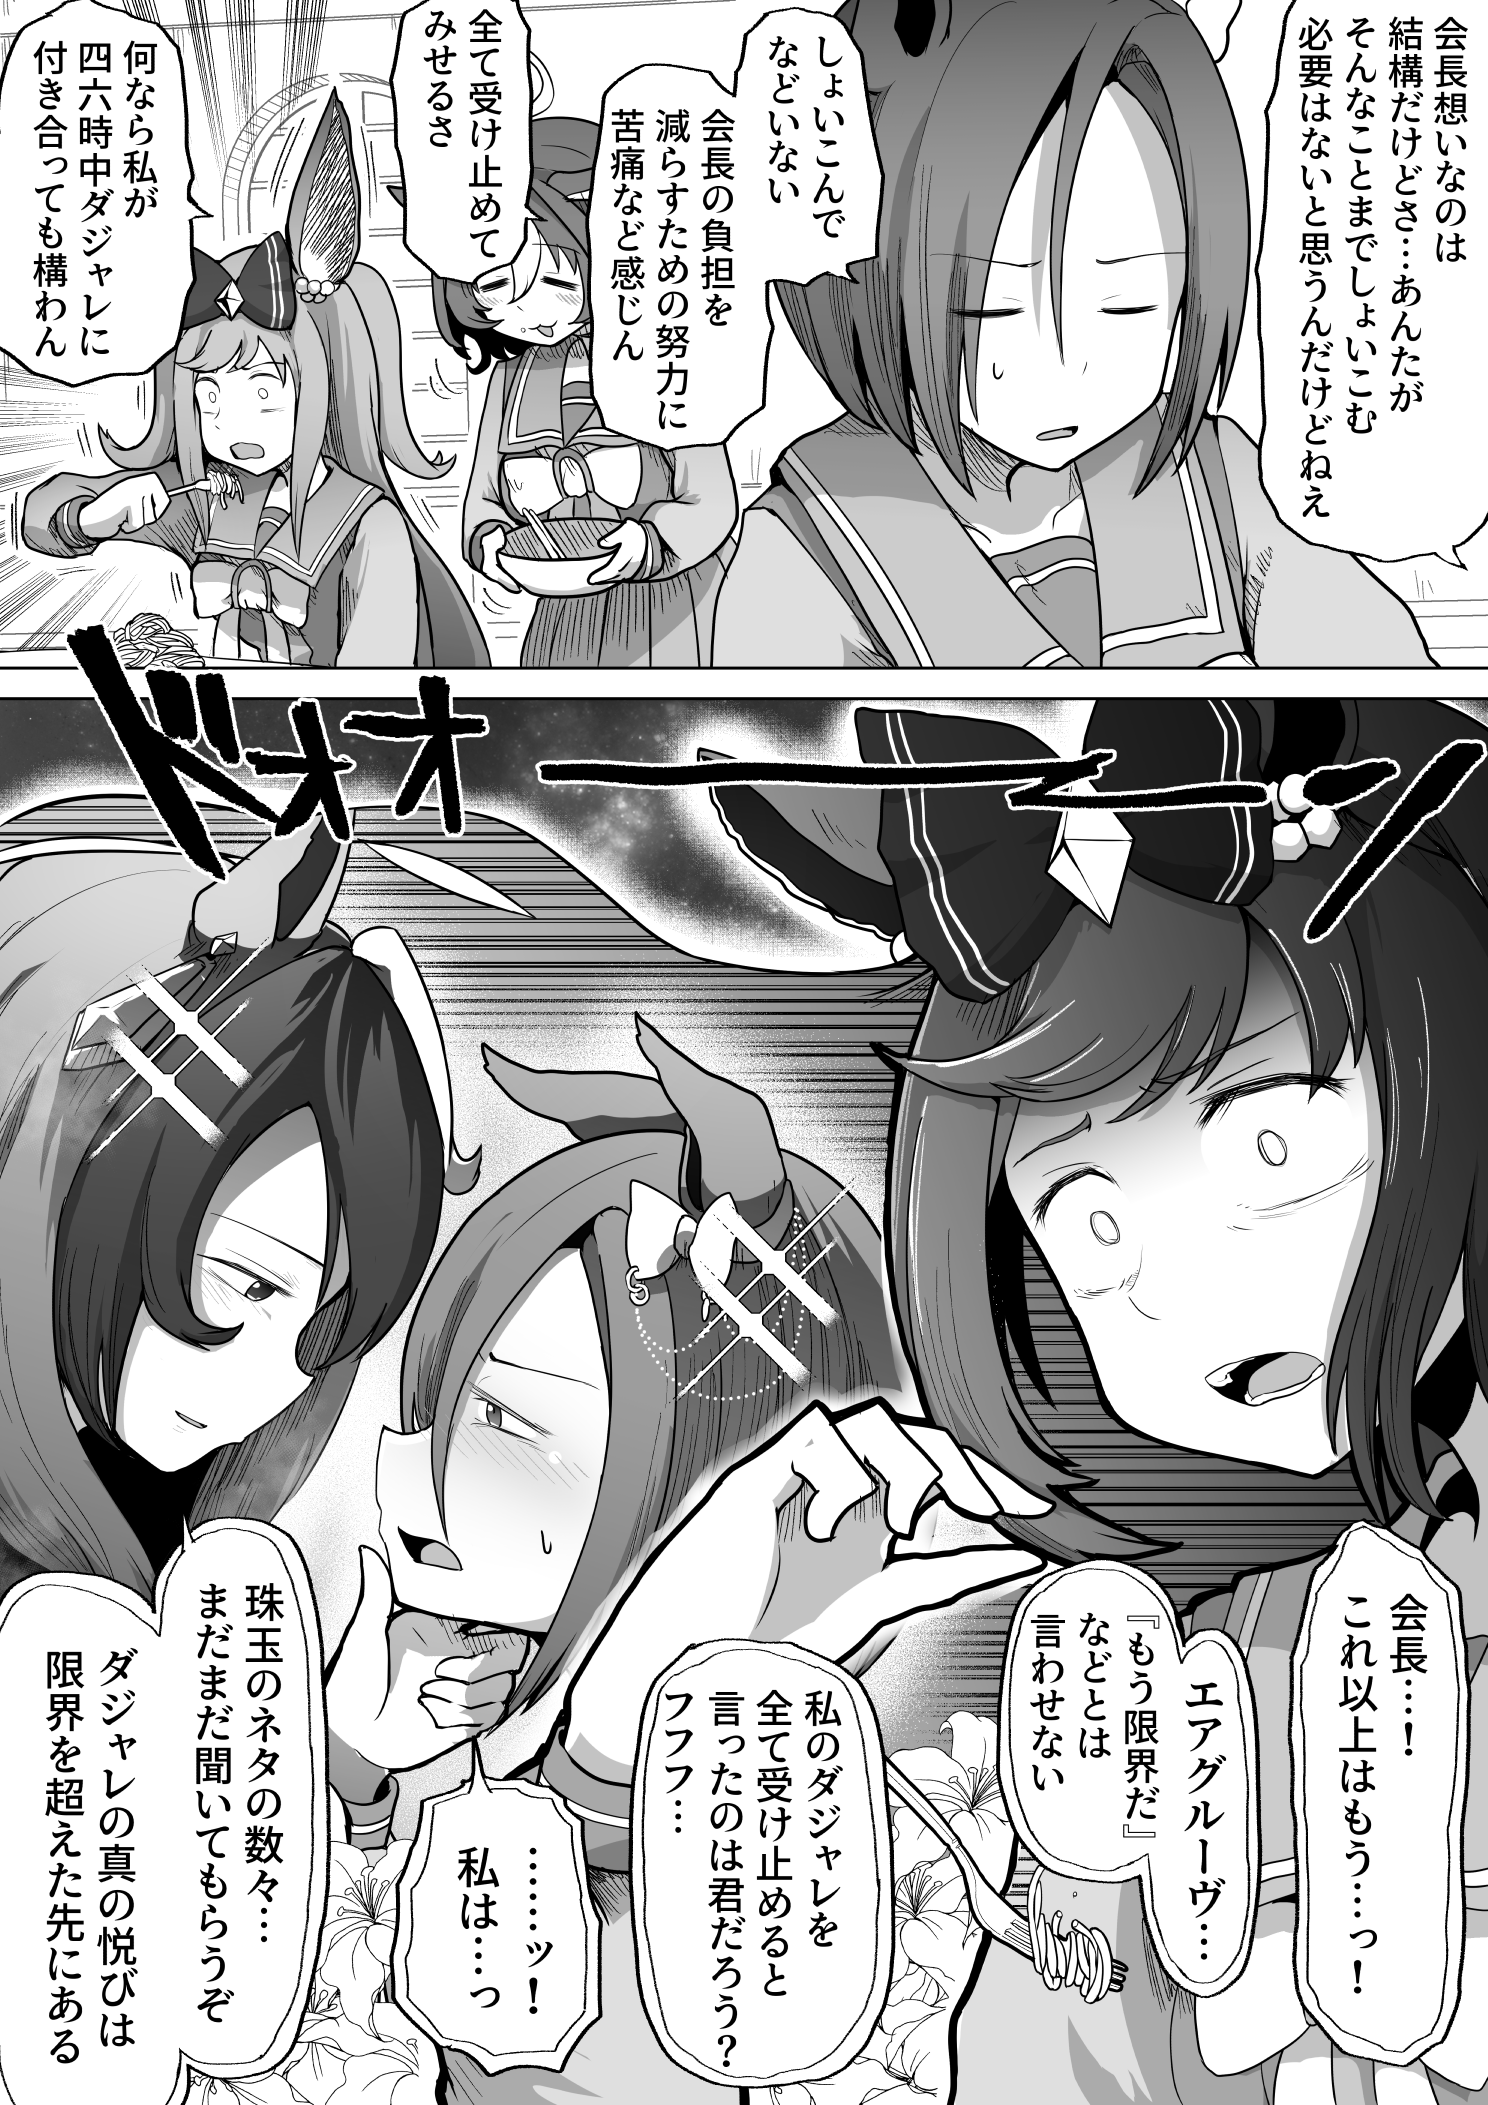 会長想いなのは
結構だけどさ…あんたが
そんなことまでしょいこむ
必要はないと思うんだけどねえ
しょいこんで
などいない
会長の負担を
減らすための努力に
苦痛など感じん
全て受け止めて
みせるさ
何なら私が
四六時中ダジャレに
付き合っても構わん
ドォオーーン
会長…！
これ以上はもう…っ！
エアグルーヴ…
『もう限界だ』
などとは
言わせない
私のダジャレを
全て受け止めると
言ったのは君だろう？
フフフ…
……ッ！
私は…っ
珠玉のネタの数々…
まだまだ聞いてもらうぞ
ダジャレの真の悦びは
限界を超えた先にある